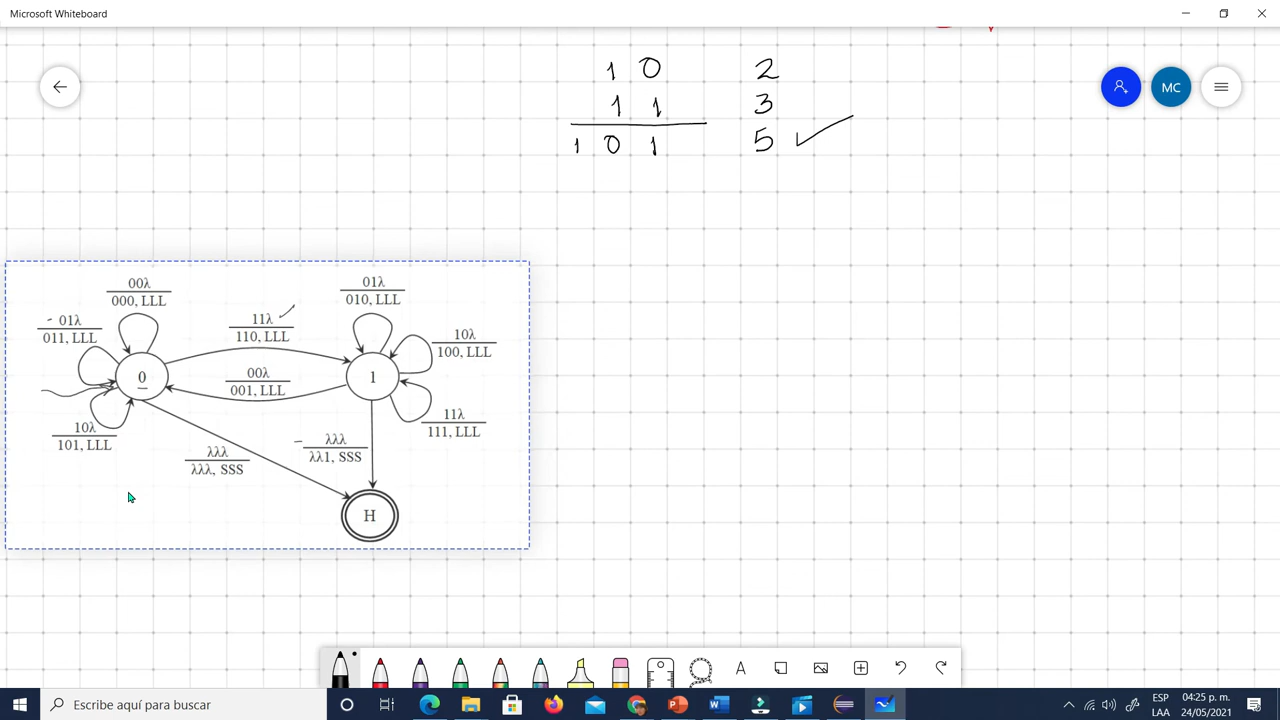 Microsoft Whiteboard
1 0 2
1 1 3
1 0 1 5 ✓
MC
00λ
000, LLL
01λ
010, LLL
- 01λ
011, LLL
11λ ✓
110, LLL
10λ
100, LLL
0
00λ
001, LLL
1
10λ
101, LLL
11λ
111, LLL
λλλ
λλλ, SSS
- λλλ
λλ1, SSS
H
A
Escribe aquí para buscar
ESP
LAA
04:25 p. m.
24/05/2021